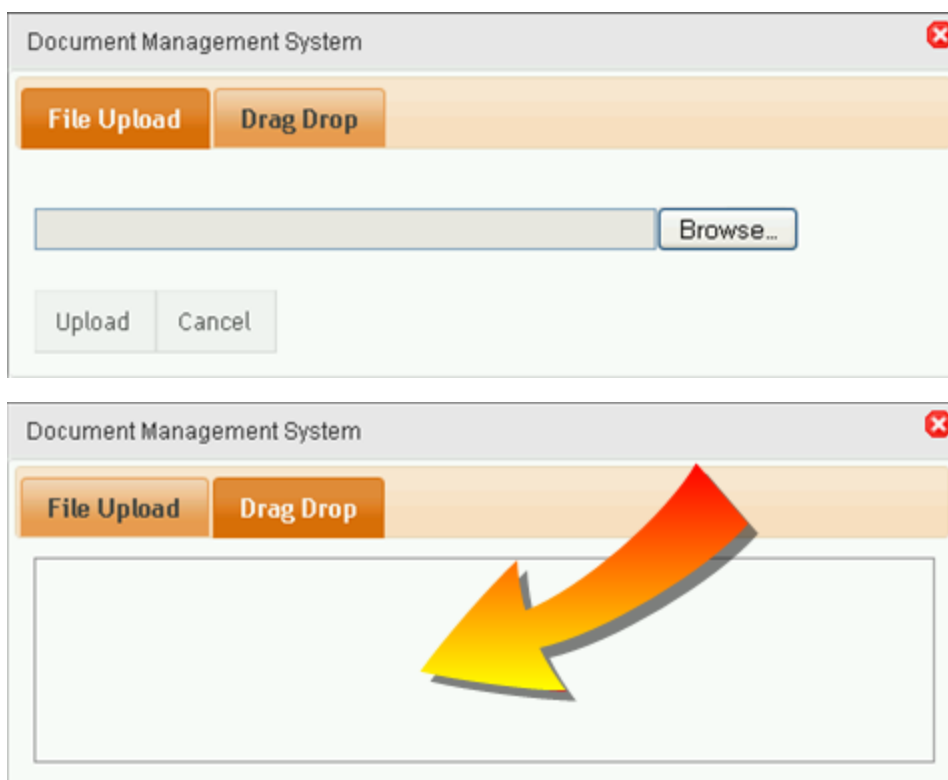 Document Management System
File Upload Drag Drop
Browse...
Upload Cancel
Document Management System
File Upload Drag Drop